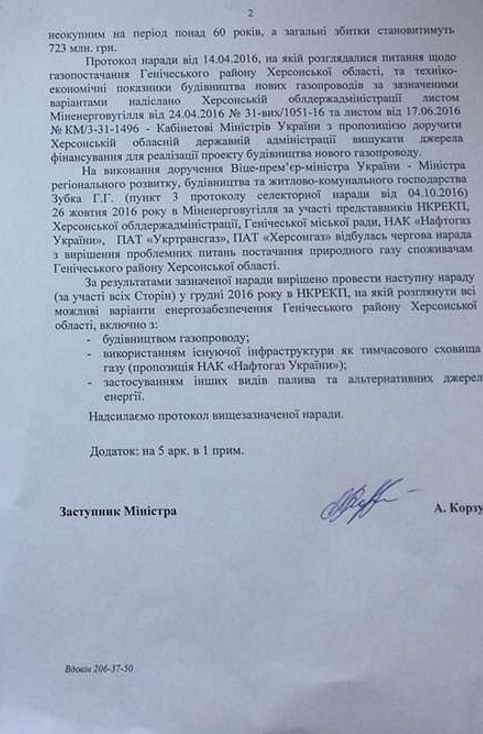 2
неокупним на період понад 60 років, а загальні збитки становитимуть
723 млн. грн.
Протокол наради від 14.04.2016, на якій розглядалися питання щодо
газопостачання Генічеського району Херсонської області, та техніко-
економічні показники будівництва нових газопроводів за зазначеними
варіантами надіслано Херсонській облдержадміністрації листом
Міненерговугілля від 24.04.2016 № 31-вих/1051-16 та листом від 17.06.2016
№ КМ/3-31-1496 - Кабінетові Міністрів України з пропозицією доручити
Херсонській обласній державній адміністрації вишукати джерела
фінансування для реалізації проекту будівництва нового газопроводу.
На виконання доручення Віце-прем’єр-міністра України - Міністра
регіонального розвитку, будівництва та житлово-комунального господарства
Зубка Г.Г. (пункт 3 протоколу селекторної наради від 04.10.2016)
26 жовтня 2016 року в Міненерговугілля за участі представників НКРЕКП,
Херсонської облдержадміністрації, Генічеської міської ради, НАК «Нафтогаз
України», ПАТ «Укртрансгаз», ПАТ «Херсонгаз» відбулась чергова нарада
з вирішення проблемних питань постачання природного газу споживачам
Генічеського району Херсонської області.
За результатами зазначеної наради вирішено провести наступну нараду
(за участі всіх Сторін) у грудні 2016 року в НКРЕКП, на якій розглянути всі
можливі варіанти енергозабезпечення Генічеського району Херсонської
області, включно з:
- будівництвом газопроводу;
- використанням існуючої інфраструктури як тимчасового сховища
газу (пропозиція НАК «Нафтогаз України»);
- застосуванням інших видів палива та альтернативних джерел
енергії.
Надсилаємо протокол вищезазначеної наради.
Додаток: на 5 арк. в 1 прим.
Заступник Міністра А. Корзу
Вдовін 206-37-50